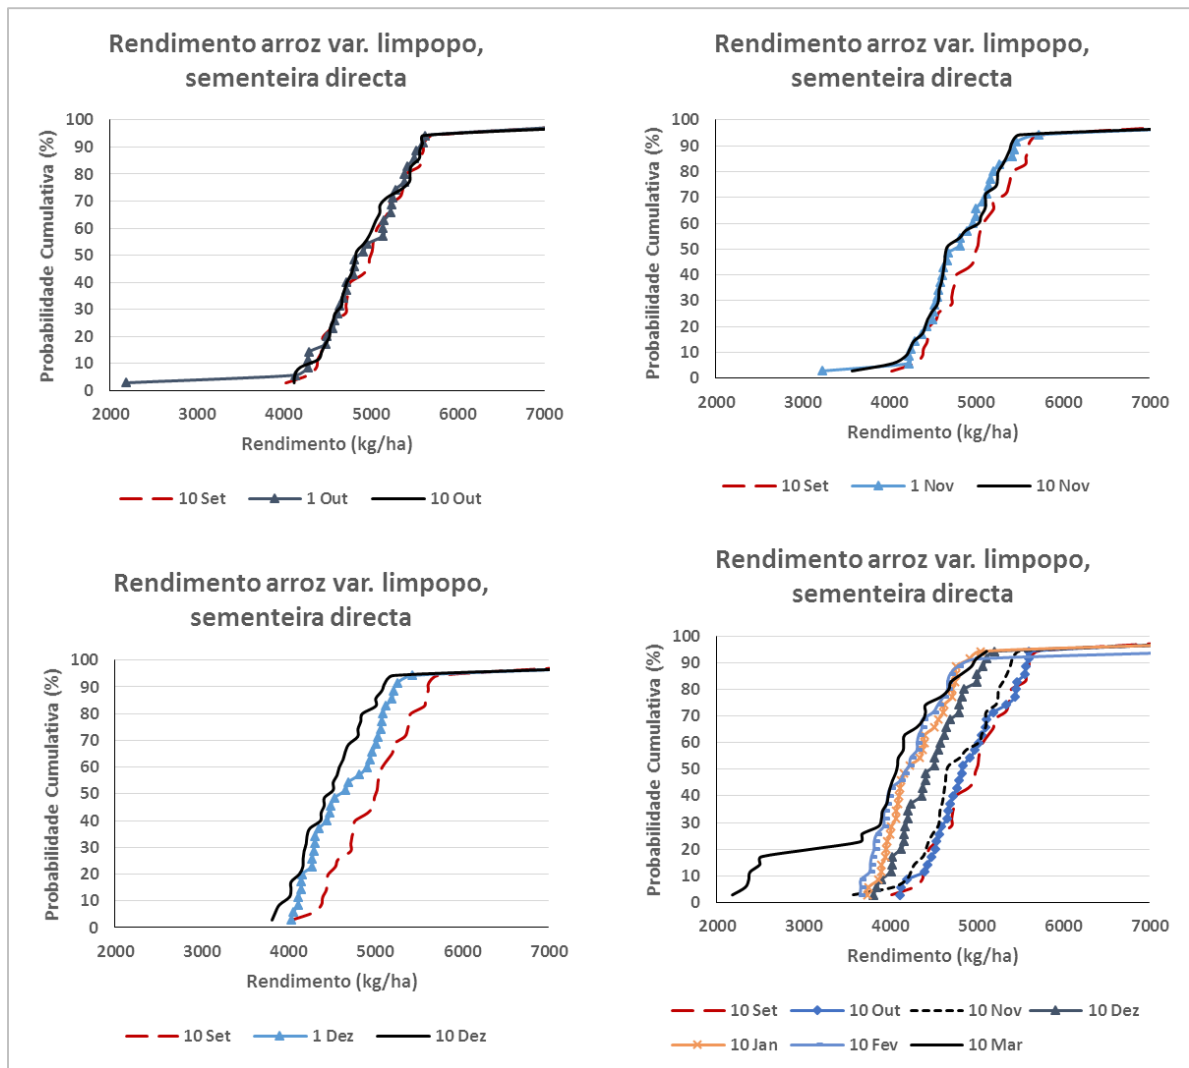 Rendimento arroz var. limpopo,
sementeira directa
Probabilidade Cumulativa (%)
100
90
80
70
60
50
40
30
20
10
0
2000 3000 4000 5000 6000 7000
Rendimento (kg/ha)
10 Set 1 Out 10 Out
Rendimento arroz var. limpopo,
sementeira directa
Probabilidade Cumulativa (%)
100
90
80
70
60
50
40
30
20
10
0
2000 3000 4000 5000 6000 7000
Rendimento (kg/ha)
10 Set 1 Nov 10 Nov
Rendimento arroz var. limpopo,
sementeira directa
Probabilidade Cumulativa (%)
100
90
80
70
60
50
40
30
20
10
0
2000 3000 4000 5000 6000 7000
Rendimento (kg/ha)
10 Set 1 Dez 10 Dez
Rendimento arroz var. limpopo,
sementeira directa
Probabilidade Cumulativa (%)
100
90
80
70
60
50
40
30
20
10
0
2000 3000 4000 5000 6000 7000
Rendimento (kg/ha)
10 Set 10 Out 10 Nov 10 Dez
10 Jan 10 Fev 10 Mar